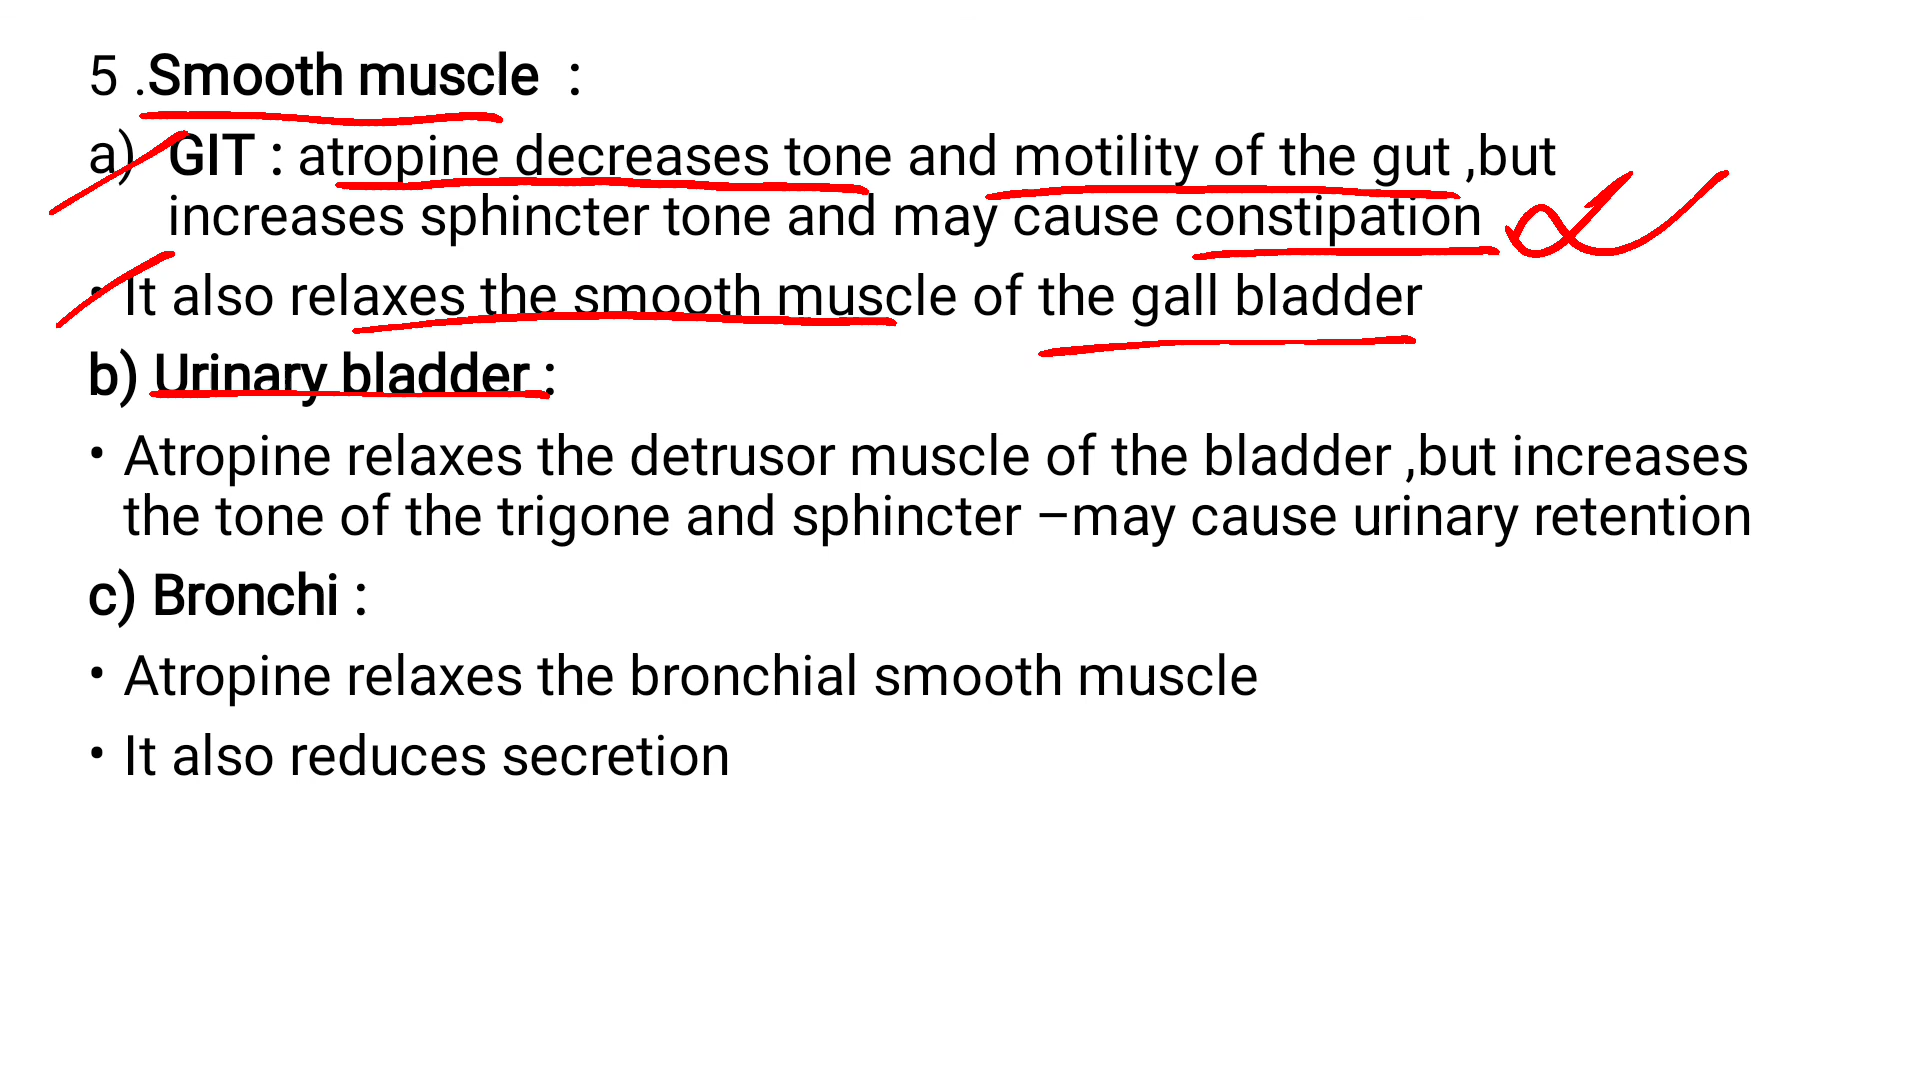 5 .Smooth muscle :
a) GIT : atropine decreases tone and motility of the gut ,but
increases sphincter tone and may cause constipation
• It also relaxes the smooth muscle of the gall bladder
b) Urinary bladder :
• Atropine relaxes the detrusor muscle of the bladder ,but increases
the tone of the trigone and sphincter –may cause urinary retention
c) Bronchi :
• Atropine relaxes the bronchial smooth muscle
• It also reduces secretion